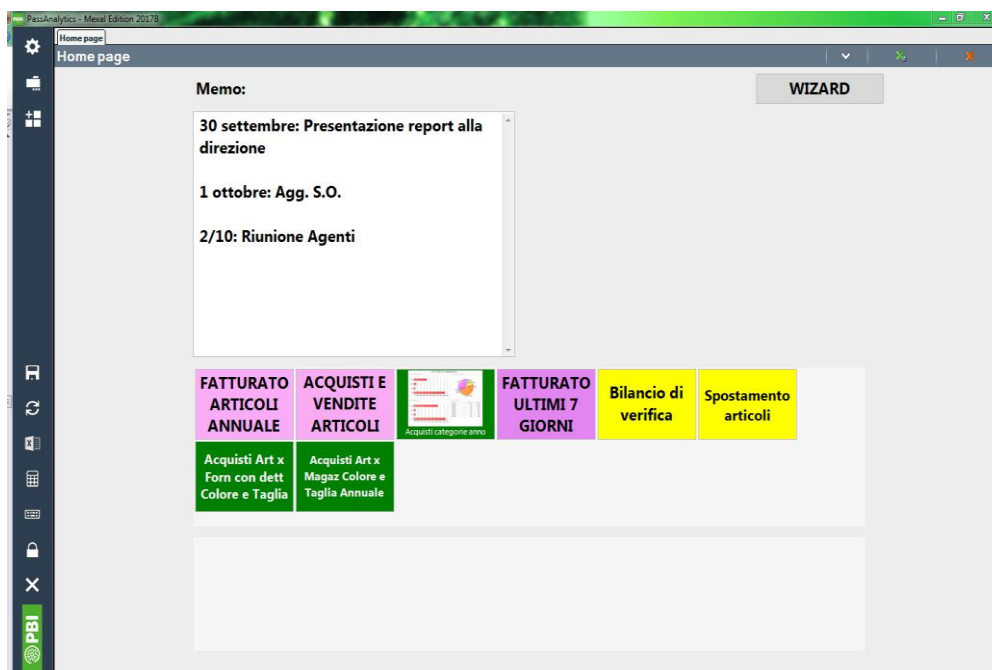 PassAnalytics - Mexal Edition 2017B
Home page
Home page
Memo:
WIZARD
30 settembre: Presentazione report alla
direzione
1 ottobre: Agg. S.O.
2/10: Riunione Agenti
FATTURATO
ARTICOLI
ANNUALE
ACQUISTI E
VENDITE
ARTICOLI
Acquisti categorie anno
FATTURATO
ULTIMI 7
GIORNI
Bilancio di
verifica
Spostamento
articoli
Acquisti Art x
Forn con dett
Colore e Taglia
Acquisti Art x
Magaz Colore e
Taglia Annuale
PBI